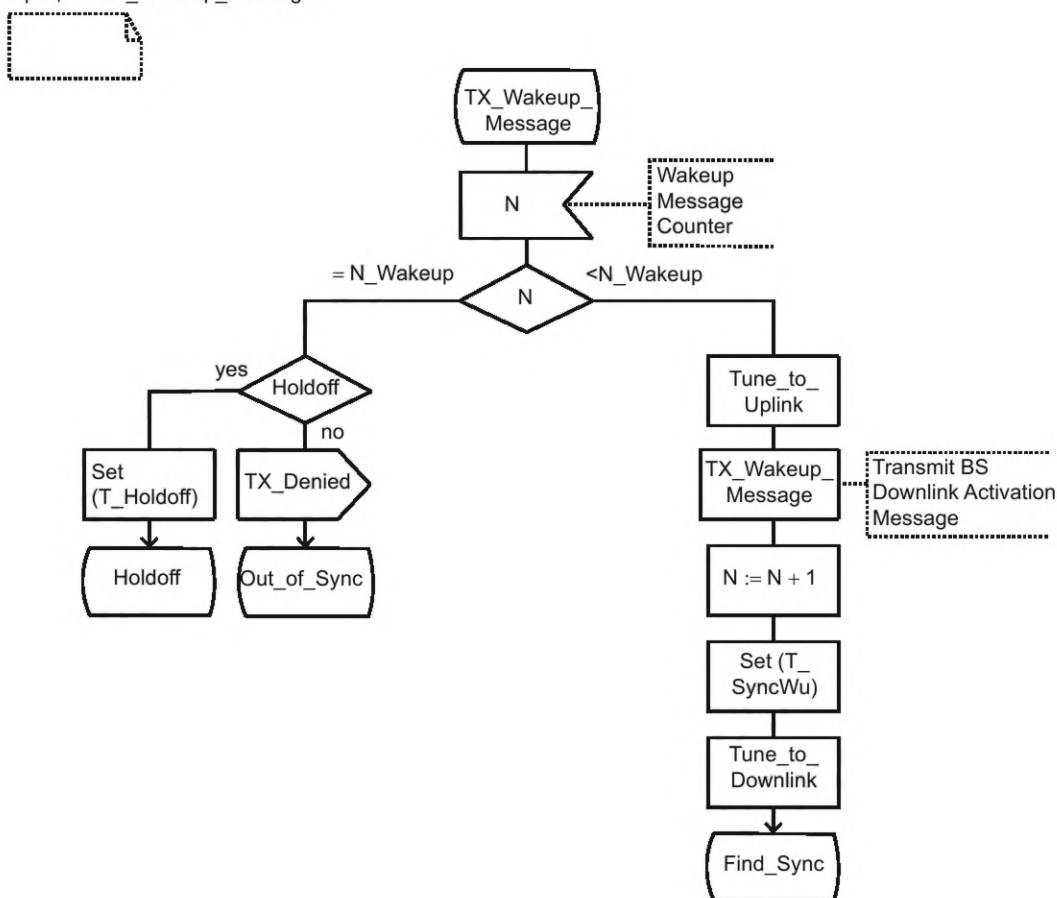 TX_Wakeup_
Message
N
Wakeup
Message
Counter
= N_Wakeup
<N_Wakeup
N
yes
Holdoff
no
Set
(T_Holdoff)
TX_Denied
Holdoff
Out_of_Sync
Tune_to_
Uplink
TX_Wakeup_
Message
Transmit BS
Downlink Activation
Message
N := N + 1
Set (T_
SyncWu)
Tune_to_
Downlink
Find_Sync